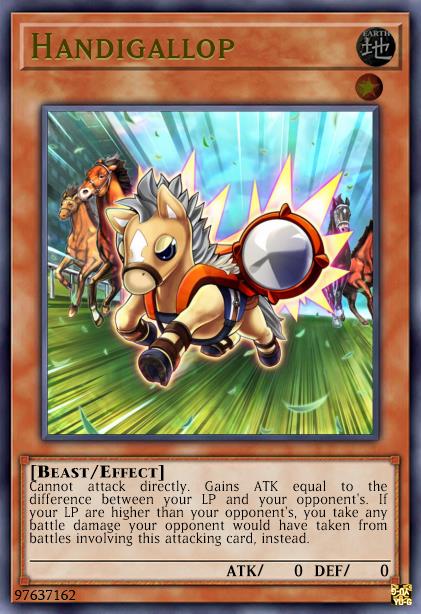 Handigallop
EARTH
地
[Beast/Effect]
Cannot attack directly. Gains ATK equal to the
difference between your LP and your opponent's. If
your LP are higher than your opponent's, you take any
battle damage your opponent would have taken from
battles involving this attacking card, instead.
ATK/ 0 DEF/ 0
97637162